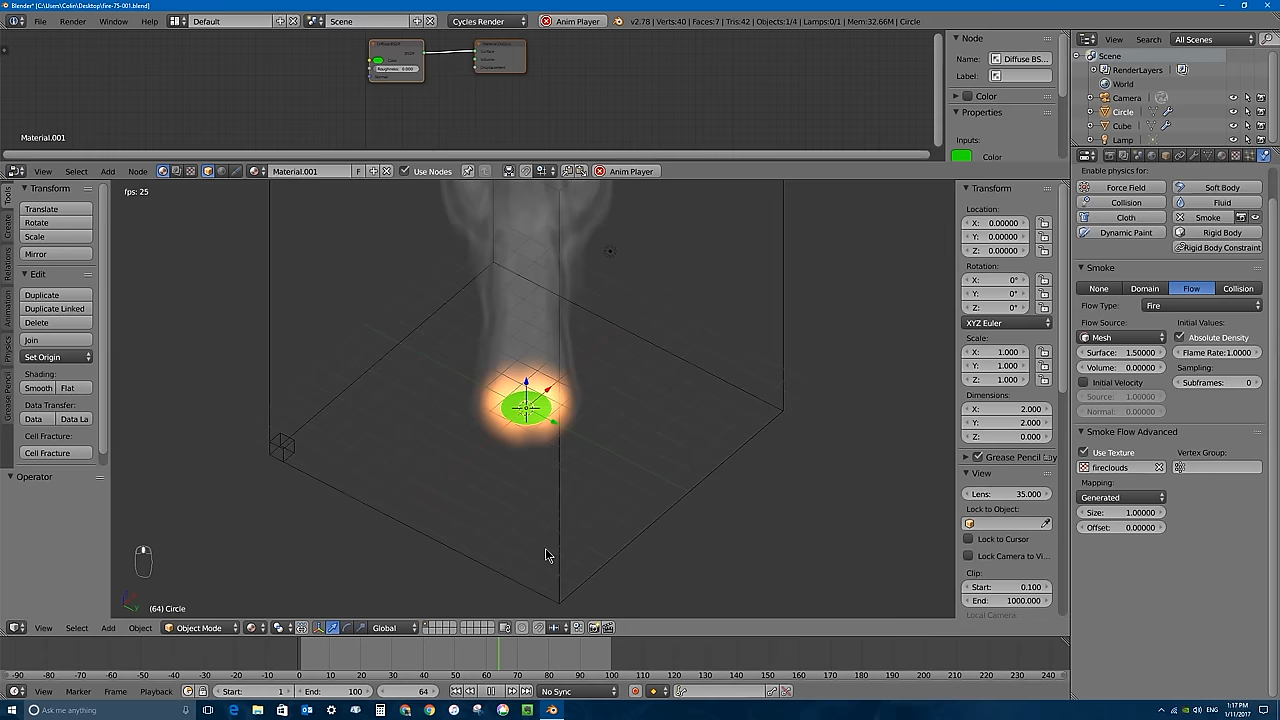 Blender* [C:\Users\Colin\Desktop\fire-75-001.blend]
File Render Window Help Default Scene Cycles Render Anim Player v2.78 | Verts:40 | Faces:7 | Tris:42 | Objects:1/4 | Lamps:0/1 | Mem:32.66M | Circle
View Search All Scenes
Scene
RenderLayers
World
Camera
Circle
Cube
Lamp
Node
Name: Diffuse BS...
Label:
Color
Properties
Inputs:
Color
Material.001
View Select Add Node Material.001 F Use Nodes Anim Player
Tools
Create
Relations
Animation
Physics
Grease Pencil
Transform
Translate
Rotate
Scale
Mirror
Edit
Duplicate
Duplicate Linked
Delete
Join
Set Origin
Shading:
Smooth Flat
Data Transfer:
Data Data La
Cell Fracture:
Cell Fracture
Operator
fps: 25
(64) Circle
Transform
Location:
X: 0.00000
Y: 0.00000
Z: 0.00000
Rotation:
X: 0°
Y: 0°
Z: 0°
XYZ Euler
Scale:
X: 1.000
Y: 1.000
Z: 1.000
Dimensions:
X: 2.000
Y: 2.000
Z: 0.000
Grease Pencil
View
Lens: 35.000
Lock to Object:
Lock to Cursor
Lock Camera to Vi...
Clip:
Start: 0.100
End: 1000.000
Local Camera:
Enable physics for:
Force Field Soft Body
Collision Fluid
Cloth Smoke
Dynamic Paint Rigid Body
Rigid Body Constraint
Smoke
None Domain Flow Collision
Flow Type: Fire
Flow Source: Initial Values:
Mesh Absolute Density
Surface: 1.50000 Flame Rate:1.0000
Volume: 0.00000 Sampling:
Initial Velocity Subframes: 0
Source: 1.00000
Normal: 0.00000
Smoke Flow Advanced
Use Texture Vertex Group:
fireclouds
Mapping:
Generated
Size: 1.00000
Offset: 0.00000
View Select Add Object Object Mode Global
-90 -80 -70 -60 -50 -40 -30 -20 -10 0 10 20 30 40 50 60 70 80 90 100 110 120 130 140 150 160 170 180 190 200 210 220 230 240
View Marker Frame Playback Start: 1 End: 100 64 No Sync
Ask me anything ENG 1:17 PM
1/11/2017